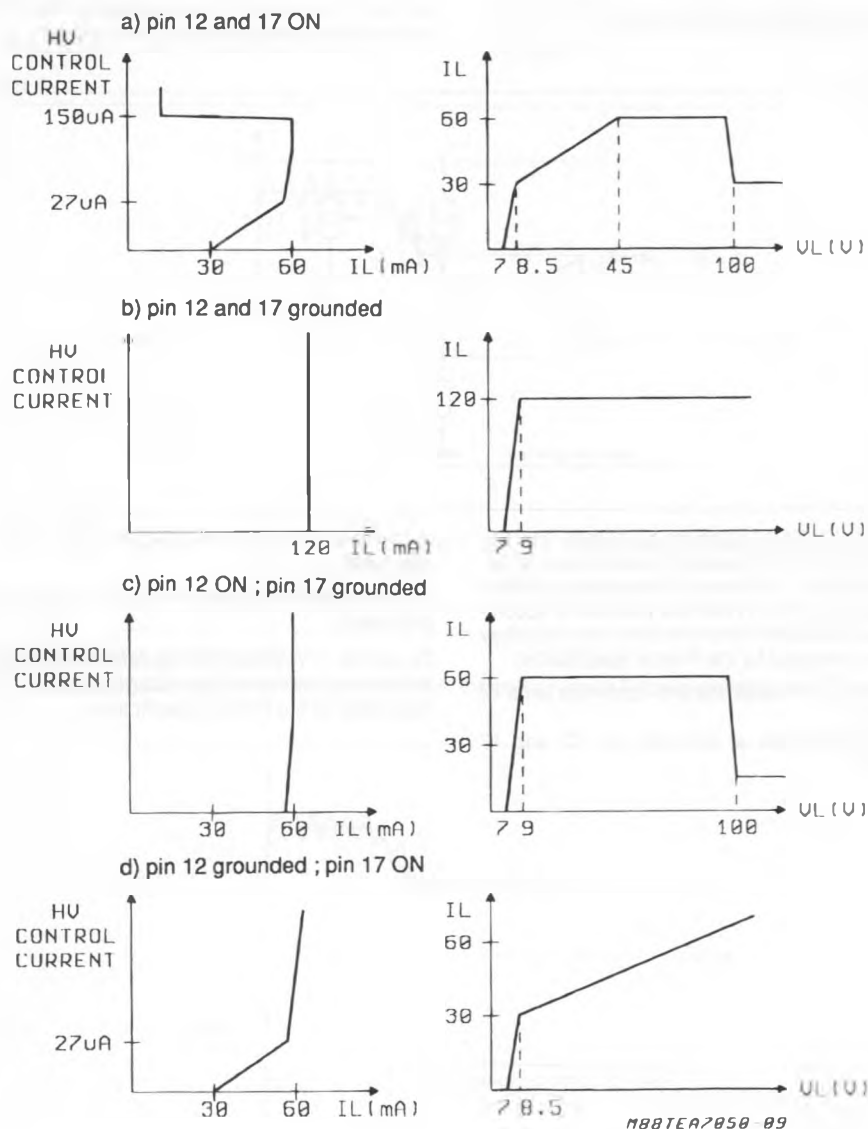 a) pin 12 and 17 ON
HV
CONTROL
CURRENT
150uA
27uA
30 60 IL(mA)
IL
60
30
7 8.5 45 100
VL(V)
b) pin 12 and 17 grounded
HV
CONTROL
CURRENT
120 IL(mA)
IL
120
7 9
VL(V)
c) pin 12 ON ; pin 17 grounded
HV
CONTROL
CURRENT
30 60 IL(mA)
IL
60
30
7 9 100
VL(V)
d) pin 12 grounded ; pin 17 ON
HV
CONTROL
CURRENT
27uA
30 60 IL(mA)
IL
60
30
7 8.5
VL(V)
M88TEA7050-09